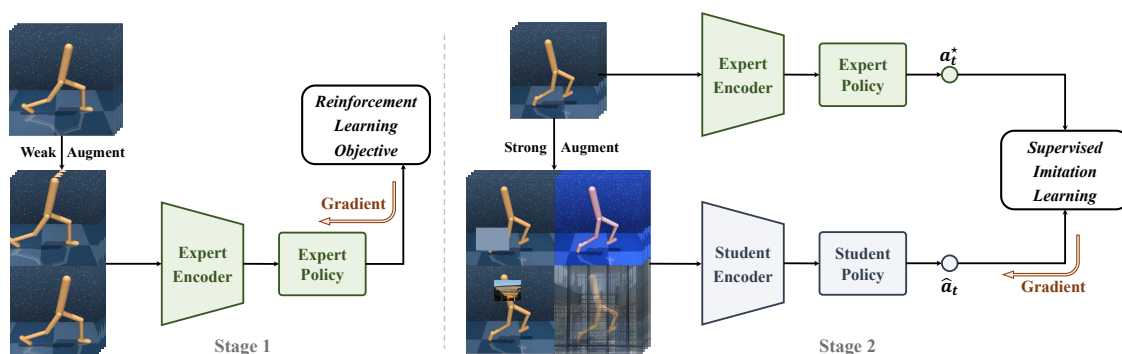 Weak Augment
Expert
Encoder
Expert
Policy
Reinforcement
Learning
Objective
Gradient
Stage 1
Strong Augment
Expert
Encoder
Expert
Policy
a*t
Student
Encoder
Student
Policy
ât
Supervised
Imitation
Learning
Gradient
Stage 2